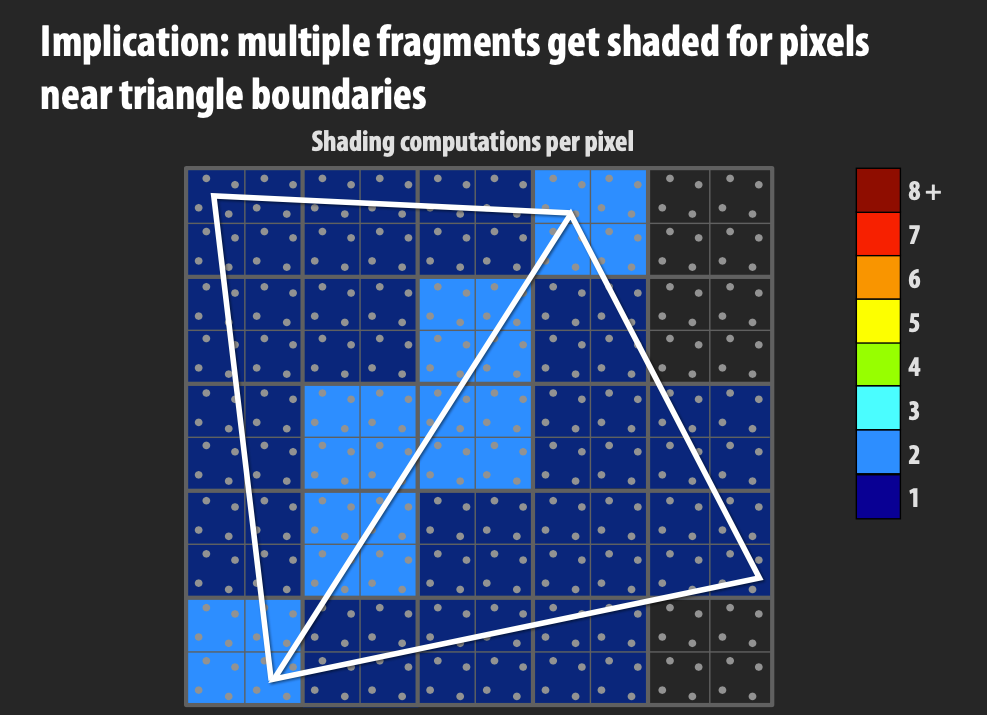 Implication: multiple fragments get shaded for pixels
near triangle boundaries
Shading computations per pixel
8 +
7
6
5
4
3
2
1